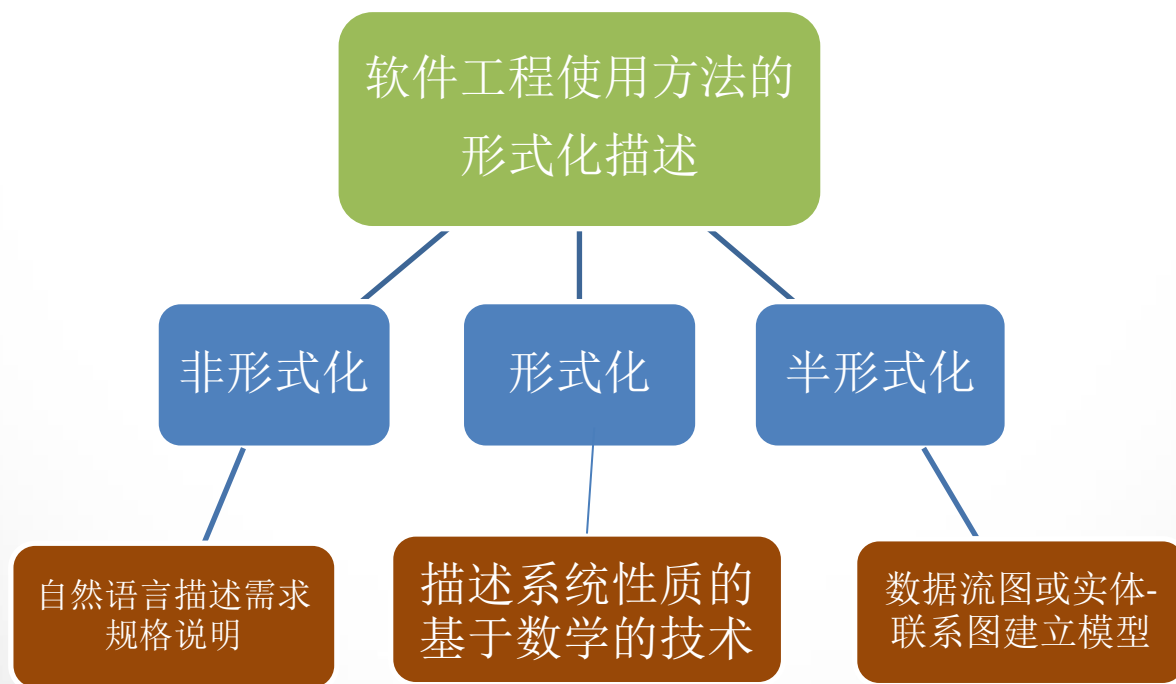 软件工程使用方法的
形式化描述
非形式化
形式化
半形式化
自然语言描述需求
规格说明
描述系统性质的
基于数学的技术
数据流图或实体-
联系图建立模型